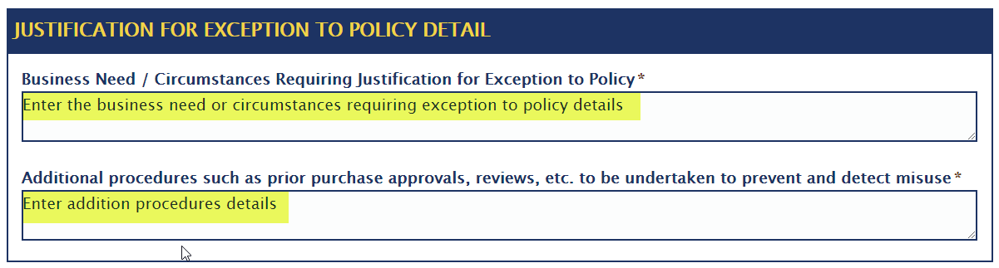 JUSTIFICATION FOR EXCEPTION TO POLICY DETAIL
Business Need / Circumstances Requiring Justification for Exception to Policy*
Enter the business need or circumstances requiring exception to policy details
Additional procedures such as prior purchase approvals, reviews, etc. to be undertaken to prevent and detect misuse*
Enter addition procedures details